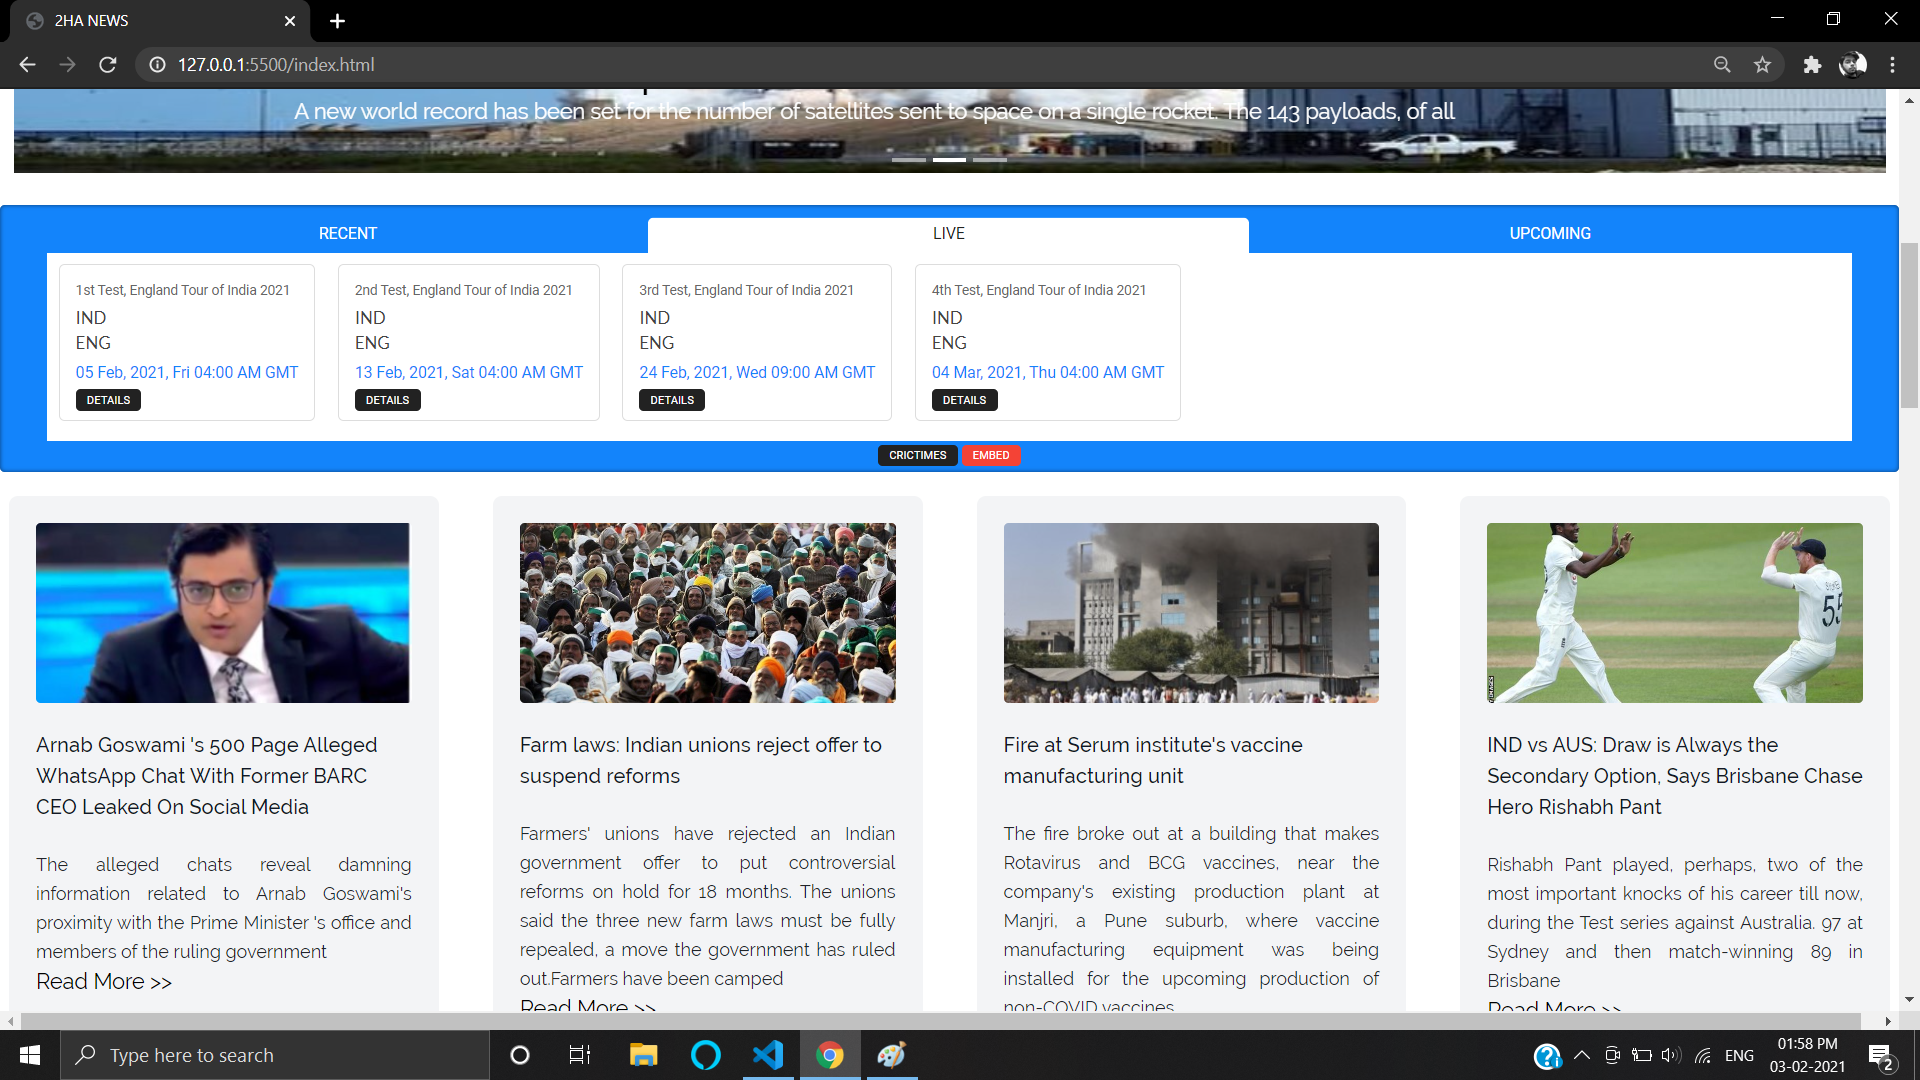 2HA NEWS
127.0.0.1:5500/index.html
A new world record has been set for the number of satellites sent to space on a single rocket. The 143 payloads, of all
RECENT
LIVE
UPCOMING
1st Test, England Tour of India 2021
IND
ENG
05 Feb, 2021, Fri 04:00 AM GMT
DETAILS
2nd Test, England Tour of India 2021
IND
ENG
13 Feb, 2021, Sat 04:00 AM GMT
DETAILS
3rd Test, England Tour of India 2021
IND
ENG
24 Feb, 2021, Wed 09:00 AM GMT
DETAILS
4th Test, England Tour of India 2021
IND
ENG
04 Mar, 2021, Thu 04:00 AM GMT
DETAILS
CRICTIMES
EMBED
Arnab Goswami 's 500 Page Alleged
WhatsApp Chat With Former BARC
CEO Leaked On Social Media
The alleged chats reveal damning
information related to Arnab Goswami's
proximity with the Prime Minister 's office and
members of the ruling government
Read More >>
Farm laws: Indian unions reject offer to
suspend reforms
Farmers' unions have rejected an Indian
government offer to put controversial
reforms on hold for 18 months. The unions
said the three new farm laws must be fully
repealed, a move the government has ruled
out.Farmers have been camped
Read More >>
Fire at Serum institute's vaccine
manufacturing unit
The fire broke out at a building that makes
Rotavirus and BCG vaccines, near the
company's existing production plant at
Manjri, a Pune suburb, where vaccine
manufacturing equipment was being
installed for the upcoming production of
non-COVID vaccines
55
IND vs AUS: Draw is Always the
Secondary Option, Says Brisbane Chase
Hero Rishabh Pant
Rishabh Pant played, perhaps, two of the
most important knocks of his career till now,
during the Test series against Australia. 97 at
Sydney and then match-winning 89 in
Brisbane
Read More >>
Type here to search
ENG
01:58 PM
03-02-2021
2